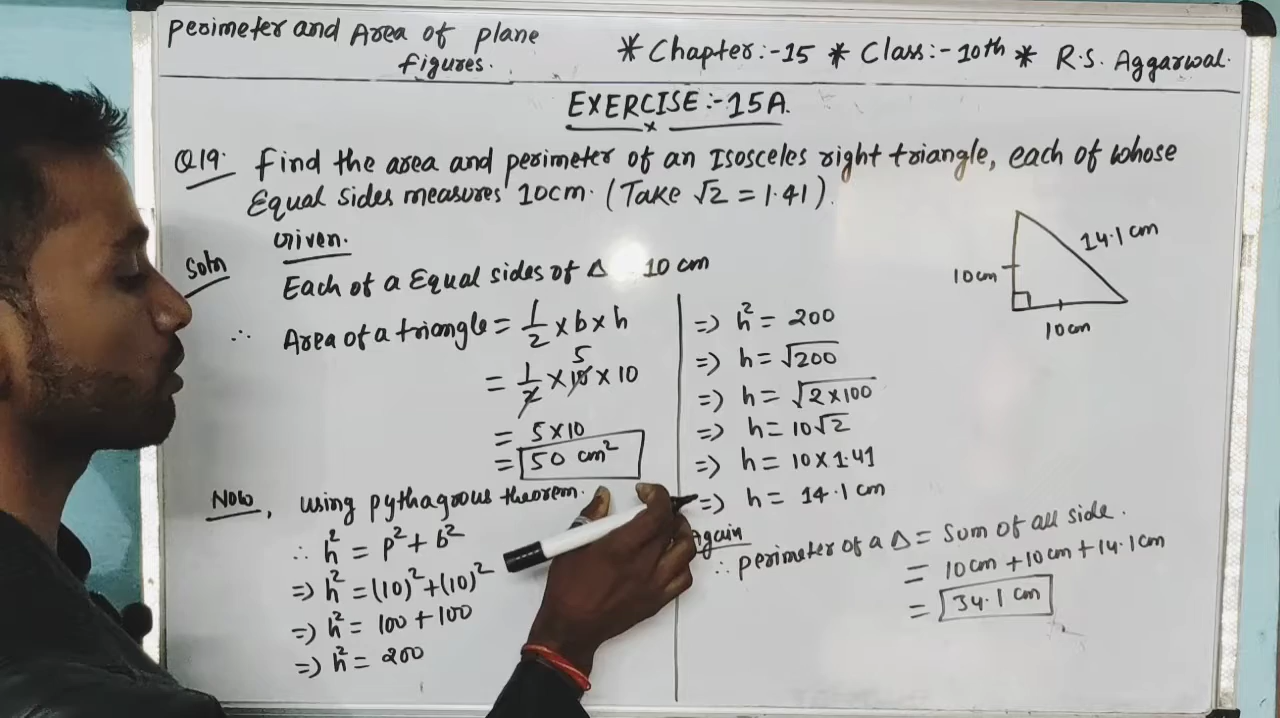 Perimeter and Area of plane figures.
* Chapter:-15 * Class:-10th * R.S. Aggarwal.
EXERCISE:-15A.
Q19. Find the area and perimeter of an Isosceles right triangle, each of whose
Equal sides measures 10cm. (Take √2 = 1.41).
Soln
Given.
Each of a Equal sides of Δ 10 cm
∴ Area of a triangle = 1/2 × b × h
= 1/2 × 10 × 10
5
= 5×10
= 50 cm²
Now, using pythagrous theorem.
∴ h² = p² + b²
=) h² = (10)² + (10)²
=) h² = 100 + 100
=) h² = 200
=) h² = 200
=) h = √200
=) h = √2×100
=) h = 10√2
=) h = 10 × 1.41
=) h = 14.1 cm
Again
∴ perimeter of a Δ = Sum of all side.
= 10cm + 10cm + 14.1cm
= 34.1 cm
14.1 cm
10cm
10cm